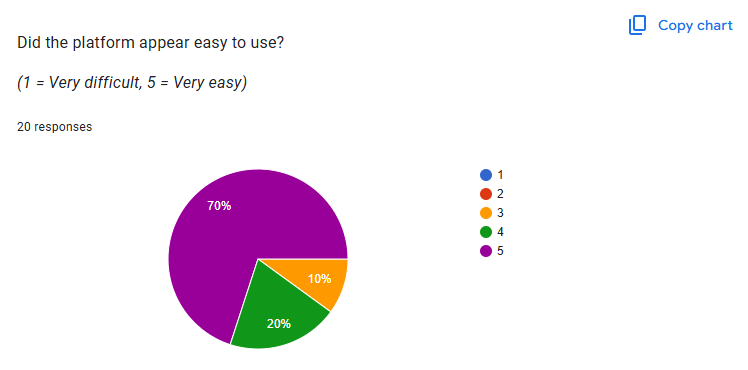 Copy chart
Did the platform appear easy to use?
(1 = Very difficult, 5 = Very easy)
20 responses
70%
10%
20%
1
2
3
4
5